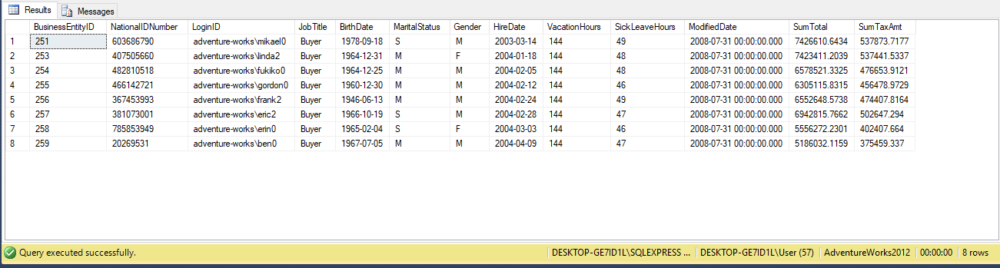 Results Messages
BusinessEntityID NationalIDNumber LoginID JobTitle BirthDate MaritalStatus Gender HireDate VacationHours SickLeaveHours ModifiedDate SumTotal SumTaxAmt
1 251 603686790 adventure-works\mikael0 Buyer 1978-09-18 S M 2003-03-14 144 49 2008-07-31 00:00:00.000 7426610.6434 537873.7177
2 253 407505660 adventure-works\linda2 Buyer 1964-12-31 M F 2004-01-18 144 48 2008-07-31 00:00:00.000 7423411.2039 537441.5337
3 254 482810518 adventure-works\fukiko0 Buyer 1964-12-25 M M 2004-02-05 144 48 2008-07-31 00:00:00.000 6578521.3325 476653.9121
4 255 466142721 adventure-works\gordon0 Buyer 1960-12-30 M M 2004-02-12 144 46 2008-07-31 00:00:00.000 6305115.8315 456478.9729
5 256 367453993 adventure-works\frank2 Buyer 1946-06-13 M M 2004-02-24 144 49 2008-07-31 00:00:00.000 6552648.5738 474407.8164
6 257 381073001 adventure-works\eric2 Buyer 1966-10-19 S M 2004-02-28 144 47 2008-07-31 00:00:00.000 6942815.7662 502647.294
7 258 785853949 adventure-works\erin0 Buyer 1965-02-04 S F 2004-03-03 144 46 2008-07-31 00:00:00.000 5556272.2301 402407.664
8 259 20269531 adventure-works\ben0 Buyer 1967-07-05 M M 2004-04-09 144 47 2008-07-31 00:00:00.000 5186032.1159 375459.337
Query executed successfully. DESKTOP-GE7ID1L\SQLEXPRESS ... DESKTOP-GE7ID1L\User (57) AdventureWorks2012 00:00:00 8 rows